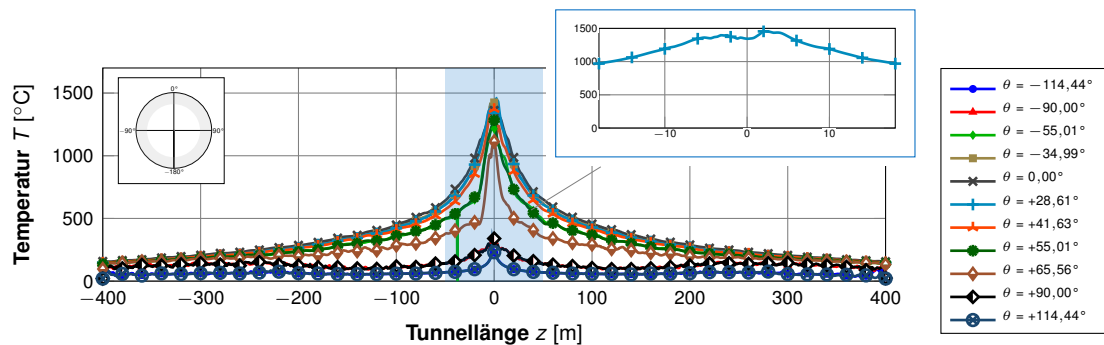 1500
1000
500
0
−10
0
10
Temperatur T [°C]
1500
1000
500
0
0°
−90°
90°
−180°
−400
−300
−200
−100
0
100
200
300
400
Tunnellänge z [m]
θ = −114,44°
θ = −90,00°
θ = −55,01°
θ = −34,99°
θ = 0,00°
θ = +28,61°
θ = +41,63°
θ = +55,01°
θ = +65,56°
θ = +90,00°
θ = +114,44°